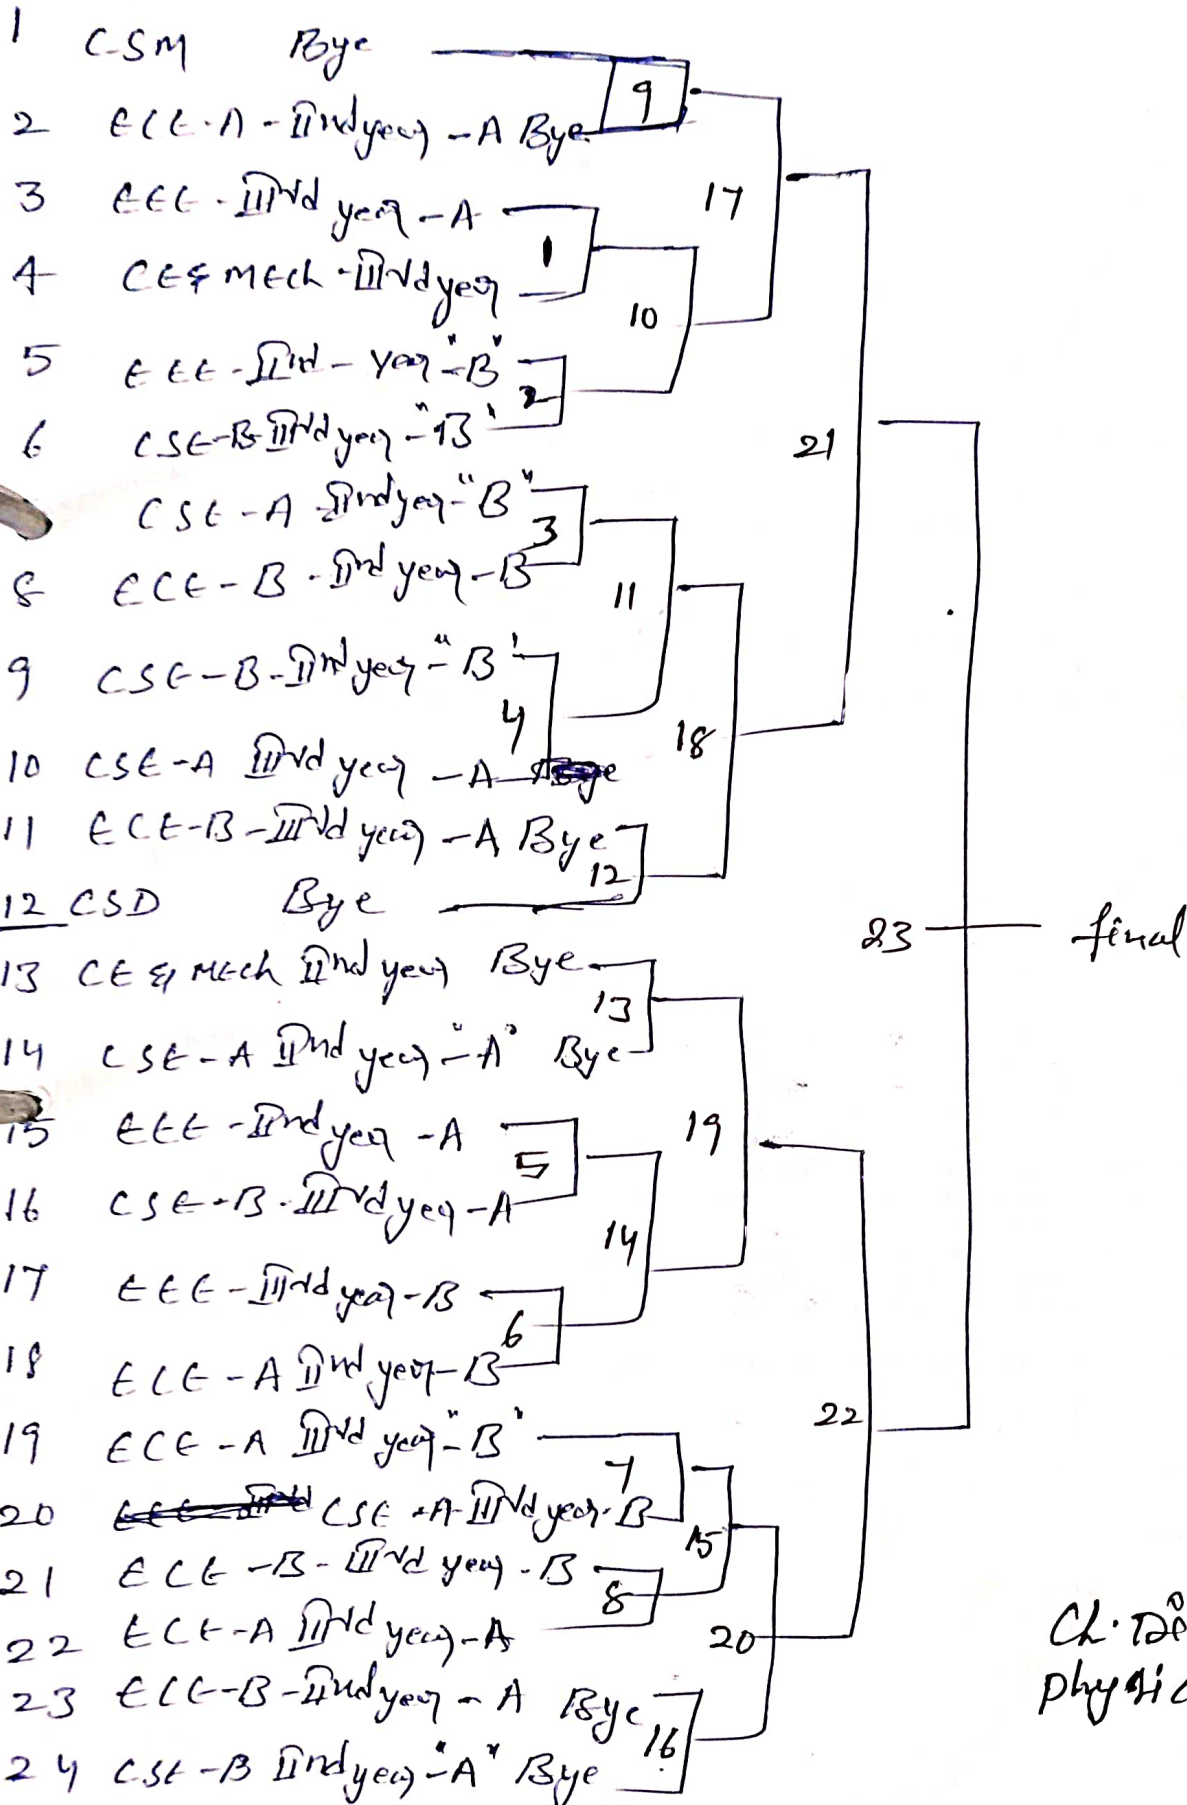 1 CSM Bye
9
2 ECE-A-IInd year-A Bye
3 EEE-IIIrd year-A
17
1
4 CE & MECh-IIIrd year
10
5 EEE-IInd-year-"B"
2
6 CSE-B-IIIrd year-"B"
21
CSE-A-IInd year-"B"
3
8 ECE-B-IInd year-B
11
9 CSE-B-IInd year-"B"
4
18
10 CSE-A IIIrd year-A
11 ECE-B-IIIrd year-A Bye
12
12 CSD Bye
23 final
13 CE & MECh IInd year Bye
13
14 CSE-A IInd year-"A" Bye
15 EEE-IInd year-A
19
5
16 CSE-B-IIIrd year-A
14
17 EEE-IIIrd year-B
6
18 ECE-A IInd year-B
22
19 ECE-A IIIrd year-"B"
7
20 CSE-A-IIIrd year-B
15
21 ECE-B-IIIrd year-B
8
22 ECE-A IIIrd year-A
20
Ch.
23 ECE-B-IInd year-A Bye
16
24 CSE-B IInd year-"A" Bye